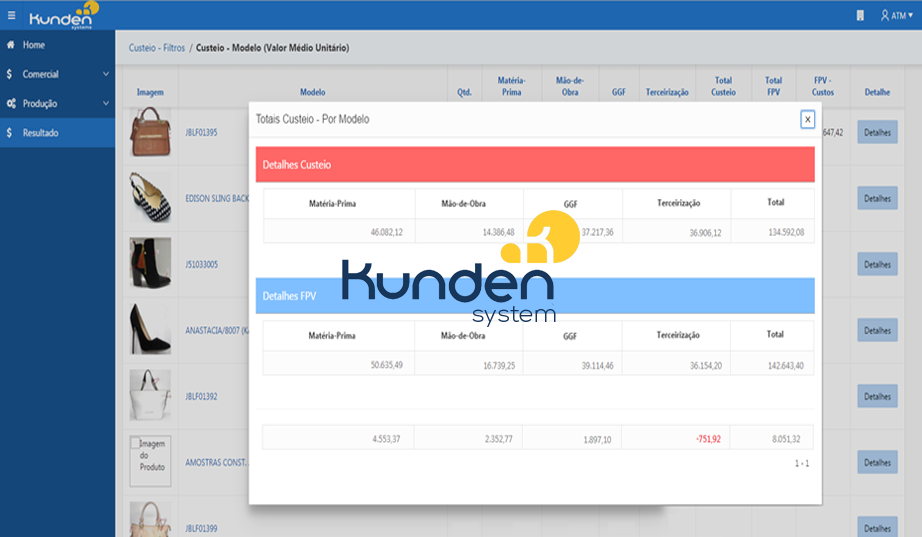 Kunden
systems
ATM
Home
Comercial
Produção
Resultado
Custeio - Filtros / Custeio - Modelo (Valor Médio Unitário)
Imagem Modelo Qtd. Matéria-Prima Mão-de-Obra GGF Terceirização Total Custeio Total FPV FPV - Custos Detalhe
JBLF01395 647,42 Detalhes
EDISON SLING BACK Detalhes
J51033005 Detalhes
ANASTACIA/8007 Detalhes
JBLF01392 Detalhes
Imagem do Produto AMOSTRAS CONST. Detalhes
JBLF01399 Detalhes
Totais Custeio - Por Modelo x
Detalhes Custeio
Matéria-Prima Mão-de-Obra GGF Terceirização Total
46.082,12 14.386,48 37.217,36 36.906,12 134.592,08
Kunden
system
Detalhes FPV
Matéria-Prima Mão-de-Obra GGF Terceirização Total
50.635,49 16.739,25 39.114,46 36.154,20 142.643,40
4.553,37 2.352,77 1.897,10 -751,92 8.051,32
1 - 1